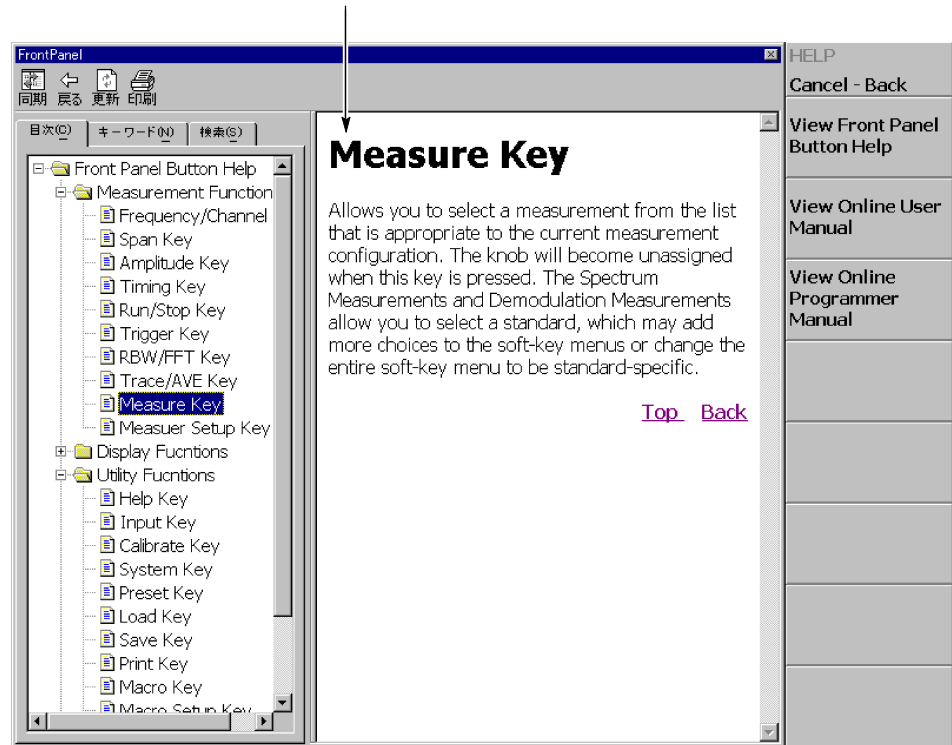 FrontPanel
同期 戻る 更新 印刷
目次(C) キーワード(N) 検索(S)
Front Panel Button Help
Measurement Function
Frequency/Channel
Span Key
Amplitude Key
Timing Key
Run/Stop Key
Trigger Key
RBW/FFT Key
Trace/AVE Key
Measure Key
Measuer Setup Key
Display Fucntions
Utility Fucntions
Help Key
Input Key
Calibrate Key
System Key
Preset Key
Load Key
Save Key
Print Key
Macro Key
Macro Setup Key
Measure Key
Allows you to select a measurement from the list
that is appropriate to the current measurement
configuration. The knob will become unassigned
when this key is pressed. The Spectrum
Measurements and Demodulation Measurements
allow you to select a standard, which may add
more choices to the soft-key menus or change the
entire soft-key menu to be standard-specific.
Top Back
HELP
Cancel - Back
View Front Panel
Button Help
View Online User
Manual
View Online
Programmer
Manual